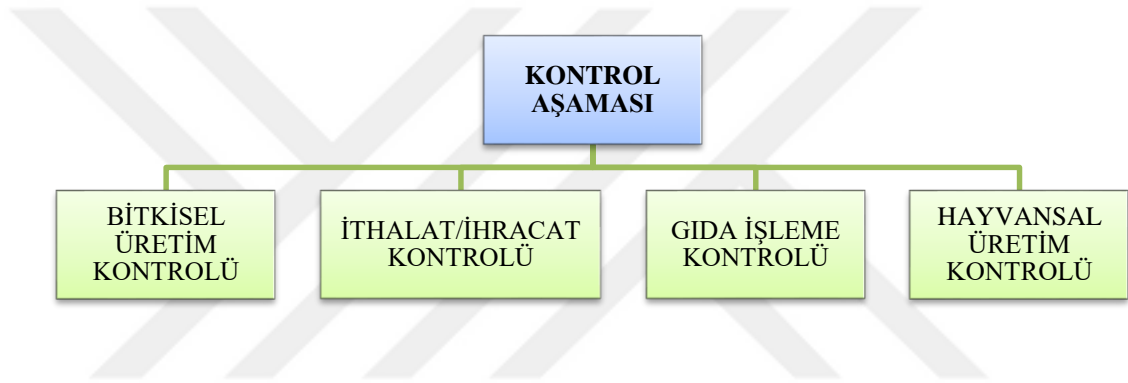 KONTROL
AŞAMASI
BİTKİSEL
ÜRETİM
KONTROLÜ
İTHALAT/İHRACAT
KONTROLÜ
GIDA İŞLEME
KONTROLÜ
HAYVANSAL
ÜRETİM
KONTROLÜ